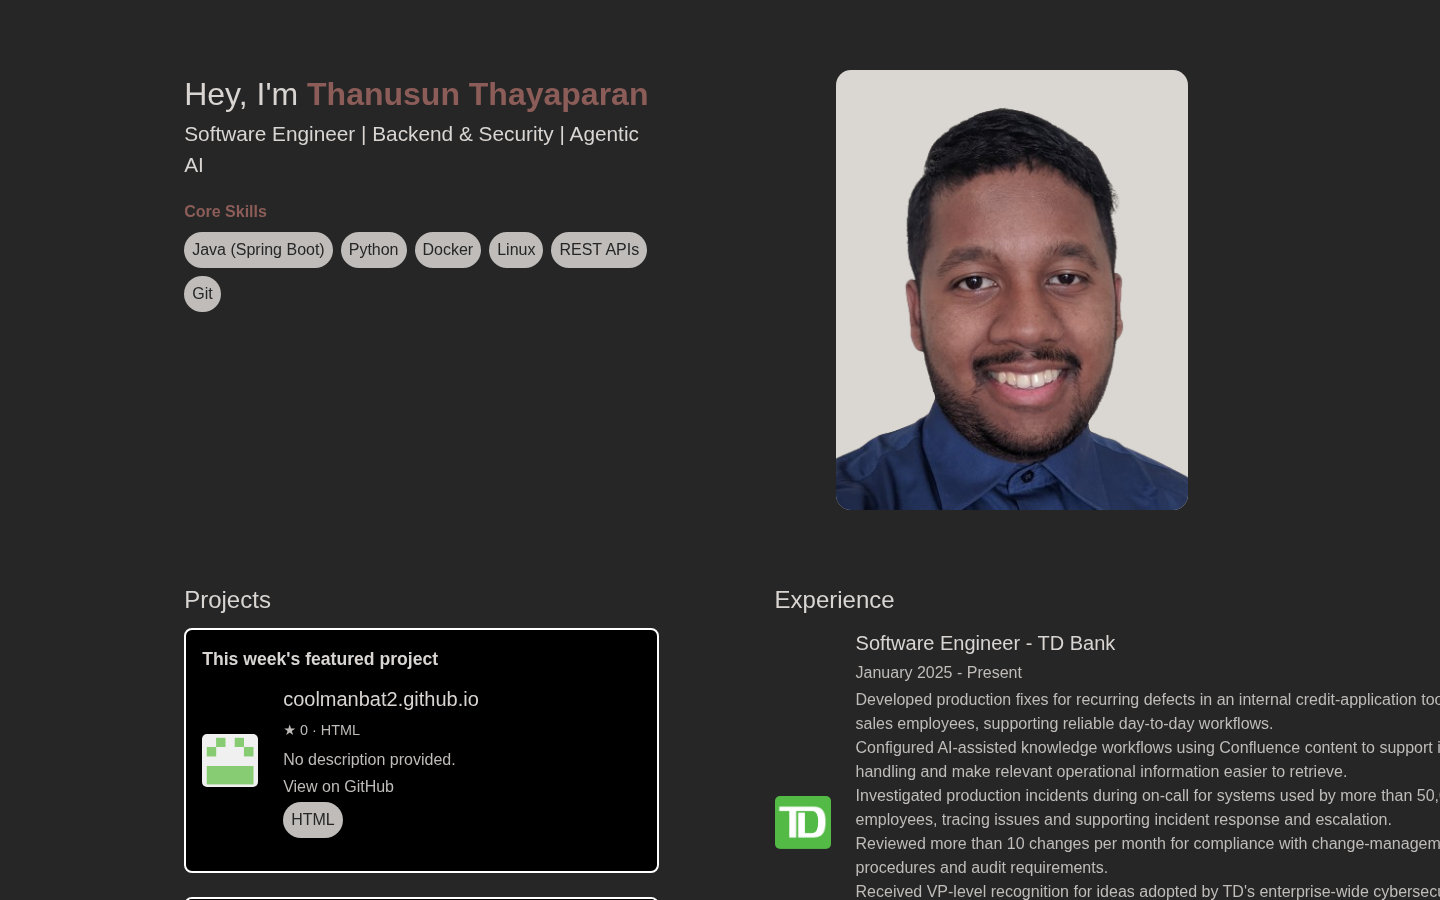 Hey, I'm Thanusun Thayaparan
Software Engineer | Backend & Security | Agentic
AI
Core Skills
Java (Spring Boot)
Python
Docker
Linux
REST APIs
Git
Projects
This week's featured project
coolmanbat2.github.io
★ 0 · HTML
No description provided.
View on GitHub
HTML
Experience
Software Engineer - TD Bank
January 2025 - Present
Developed production fixes for recurring defects in an internal credit-application
sales employees, supporting reliable day-to-day workflows.
Configured AI-assisted knowledge workflows using Confluence content to support
handling and make relevant operational information easier to retrieve.
Investigated production incidents during on-call for systems used by more than
employees, tracing issues and supporting incident response and escalation.
Reviewed more than 10 changes per month for compliance with
procedures and audit requirements.
Received VP-level recognition for ideas adopted by TD's enterprise-wide
TD